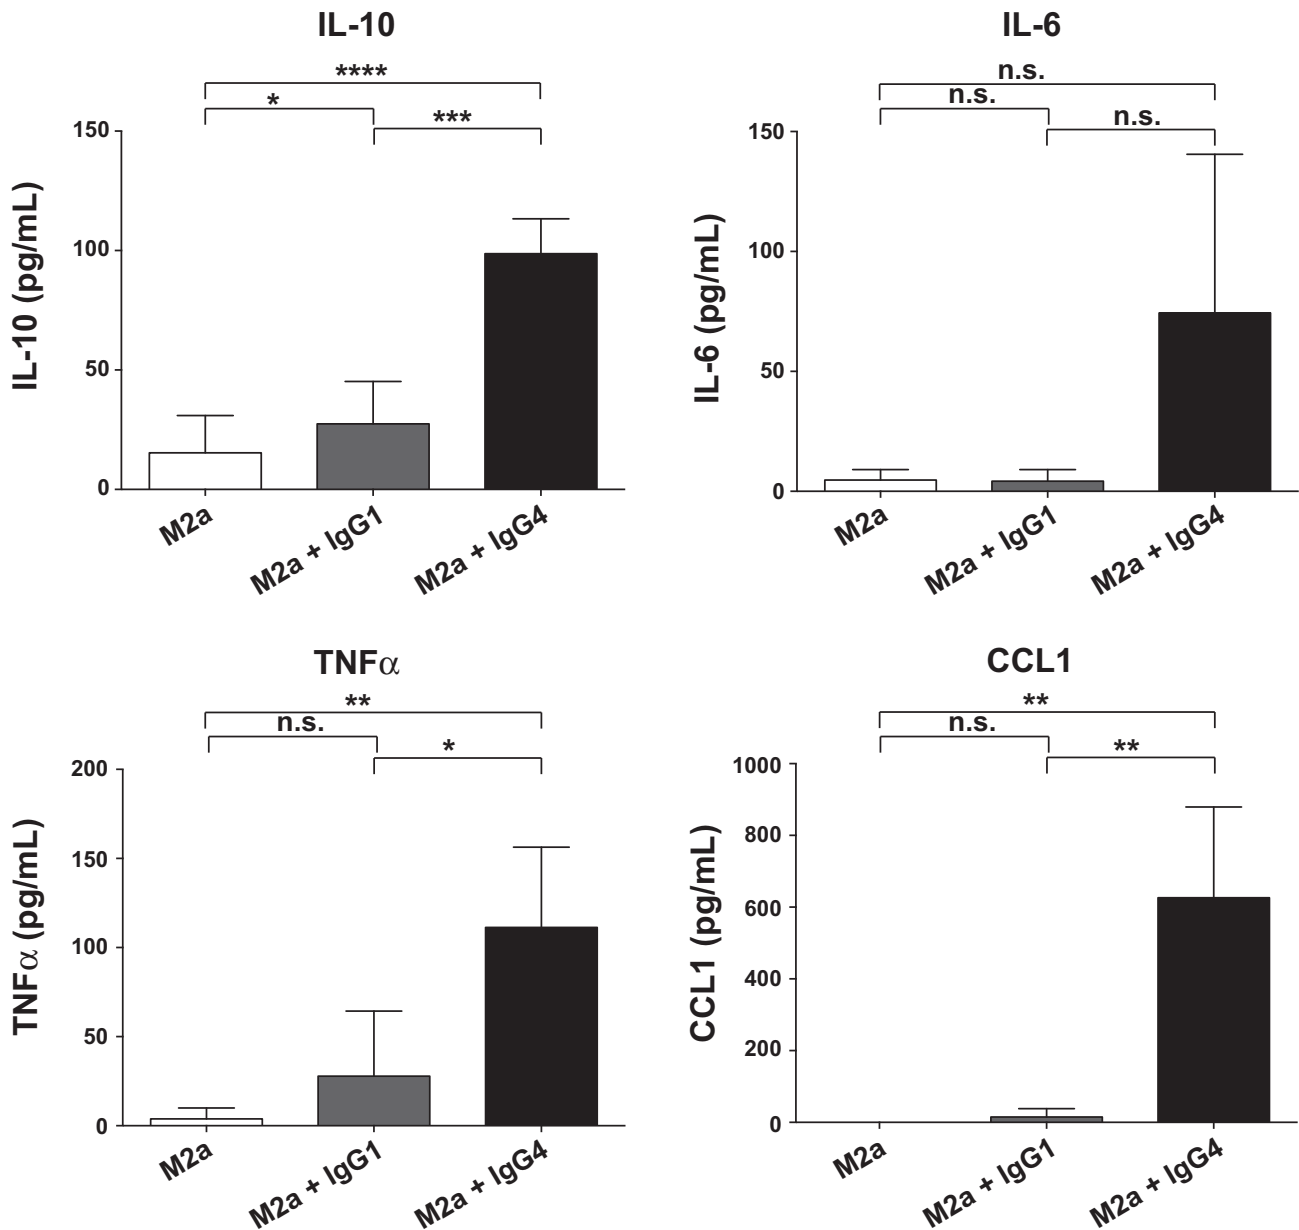 IL-10
****
*
***
150
100
50
0
IL-10 (pg/mL)
M2a
M2a + IgG1
M2a + IgG4
IL-6
n.s.
n.s.
n.s.
150
100
50
0
IL-6 (pg/mL)
M2a
M2a + IgG1
M2a + IgG4
TNFα
**
n.s.
*
200
150
100
50
0
TNFα (pg/mL)
M2a
M2a + IgG1
M2a + IgG4
CCL1
**
n.s.
**
1000
800
600
400
200
0
CCL1 (pg/mL)
M2a
M2a + IgG1
M2a + IgG4